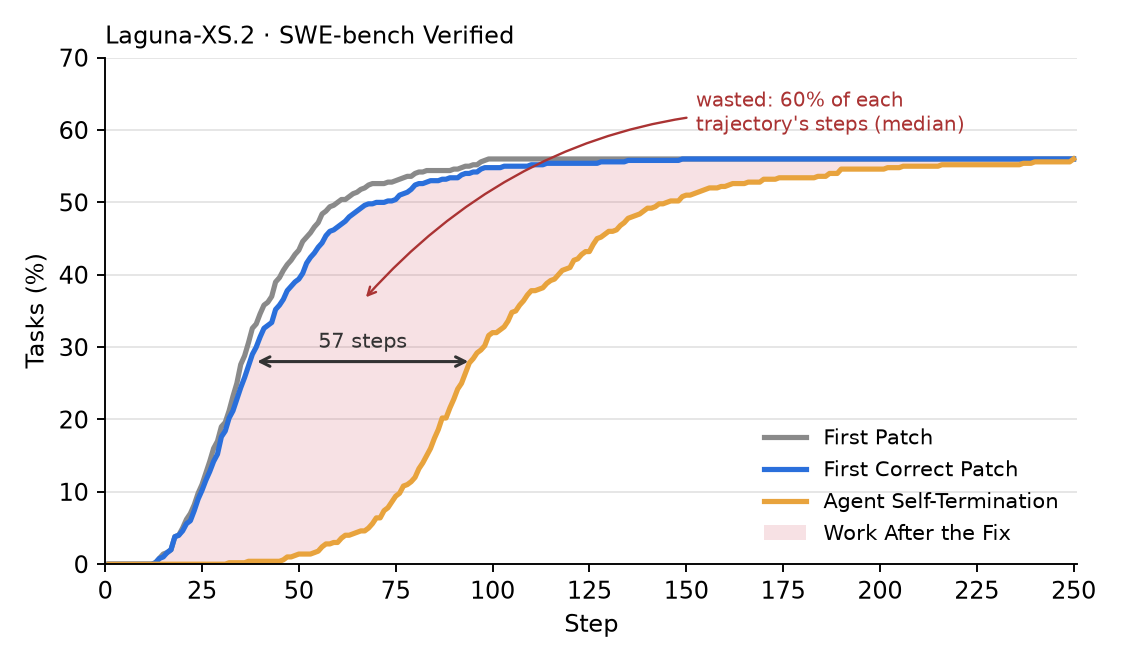 Laguna-XS.2 · SWE-bench Verified
70
60
50
40
30
20
10
0
Tasks (%)
wasted: 60% of each
trajectory's steps (median)
57 steps
First Patch
First Correct Patch
Agent Self-Termination
Work After the Fix
0 25 50 75 100 125 150 175 200 225 250
Step